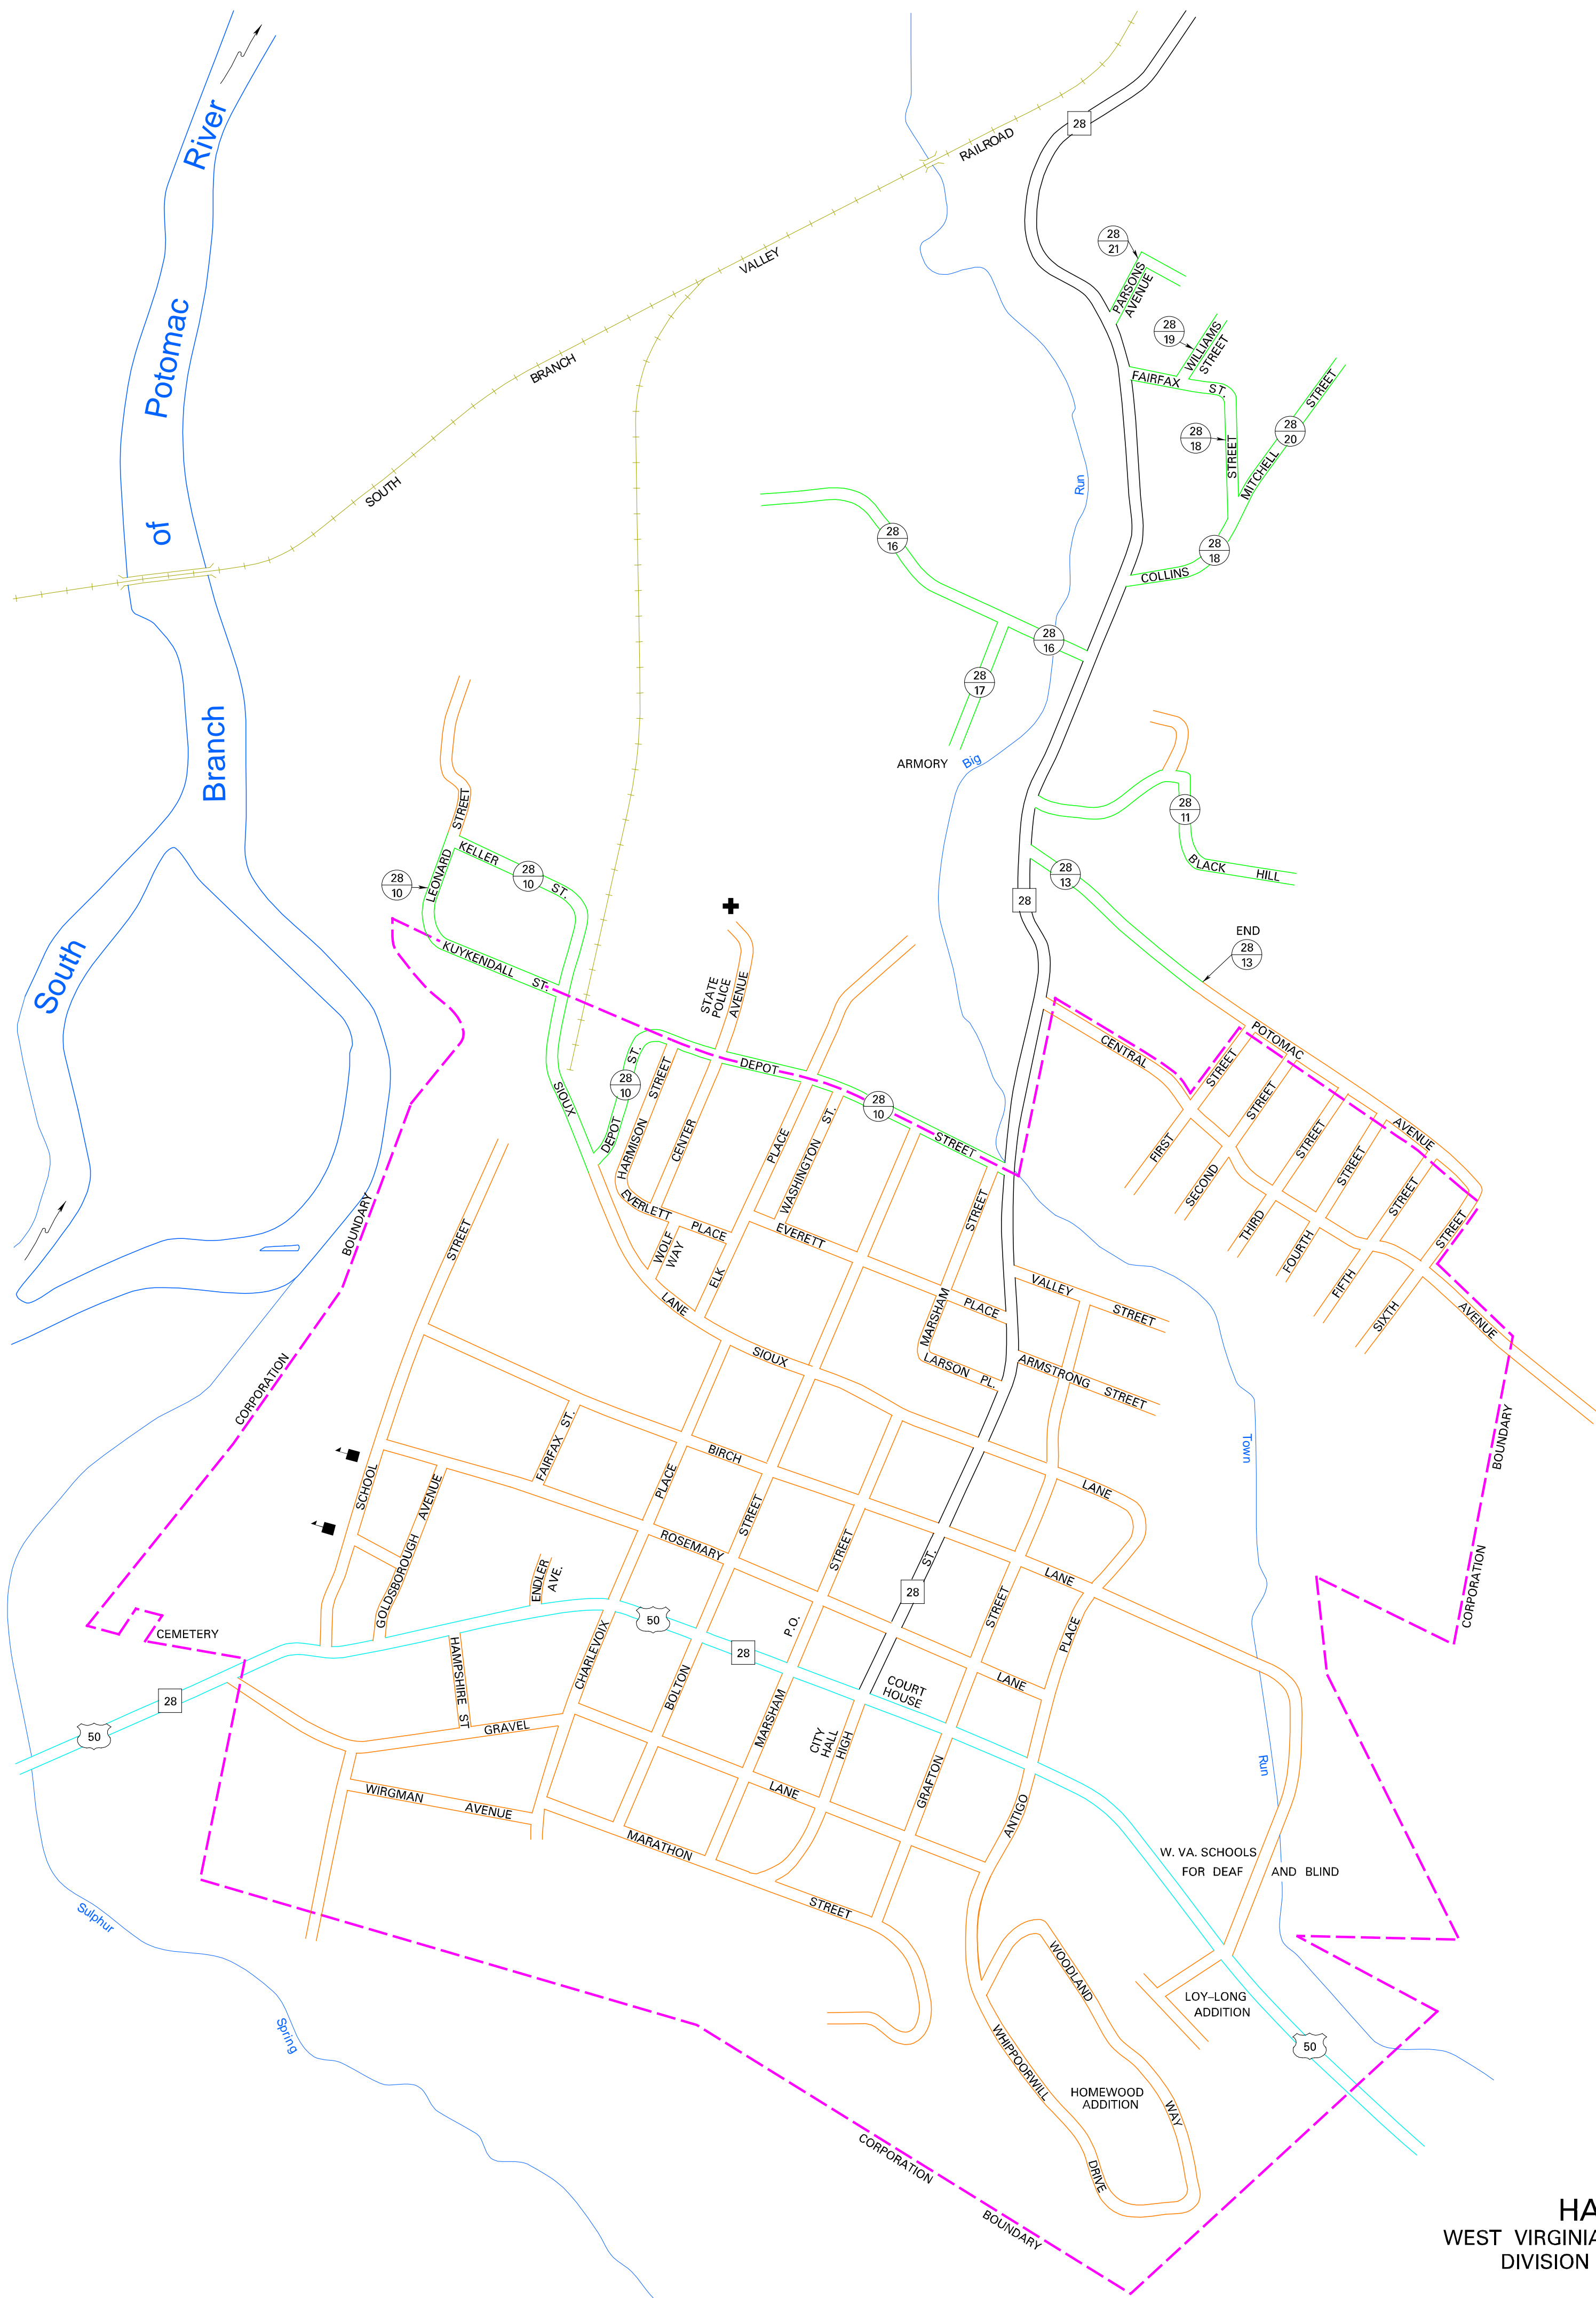 River
Potomac
of
Branch
South
RAILROAD
VALLEY
BRANCH
SOUTH
28
28
21
PARSONS
AVENUE
28
19
WILLIAMS
STREET
FAIRFAX ST.
28
18
STREET
MITCHELL STREET
28
20
28
18
COLLINS
Run
28
16
28
16
28
17
ARMORY
Big
28
11
BLACK HILL
28
13
28
END
28
13
STREET
LEONARD
28
10
KELLER ST.
28
10
KUYKENDALL ST.
STATE
POLICE
AVENUE
POTOMAC AVENUE
CENTRAL AVENUE
FIRST STREET
SECOND STREET
THIRD STREET
FOURTH STREET
FIFTH STREET
SIXTH STREET
DEPOT ST.
28
10
DEPOT STREET
28
10
SIOUX LANE
HARMISON STREET
CENTER
PLACE
WASHINGTON ST.
EVERLETT PLACE
EVERETT PLACE
WOLF
WAY
ELK
MARSHAM STREET
VALLEY STREET
LARSON PL.
ARMSTRONG STREET
SIOUX LANE
BOUNDARY
CORPORATION
STREET
SCHOOL
FAIRFAX ST.
BIRCH LANE
GOLDSBOROUGH AVENUE
PLACE
STREET
STREET
ST.
ROSEMARY LANE
ENDLER
AVE.
Town
BOUNDARY
CORPORATION
CEMETERY
50
28
28
P.O.
STREET
PLACE
HAMPSHIRE ST
CHARLEVOIX
BOLTON
MARSHAM
COURT
HOUSE
CITY
HALL
HIGH
28
50
GRAVEL LANE
WIRGMAN AVENUE
GRAFTON
ANTIGO
Run
MARATHON STREET
W. VA. SCHOOLS
FOR DEAF AND BLIND
Sulphur
Spring
WOODLAND WAY
LOY–LONG
ADDITION
50
WHIPPOORWILL DRIVE
HOMEWOOD
ADDITION
CORPORATION
BOUNDARY
HA
WEST VIRGINIA
DIVISION